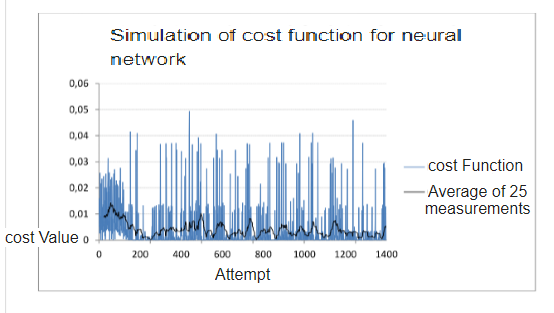 Simulation of cost function for neural
network
0,06
0,05
0,04
0,03
0,02
0,01
0
cost Value
0 200 400 600 800 1000 1200 1400
Attempt
cost Function
Average of 25
measurements